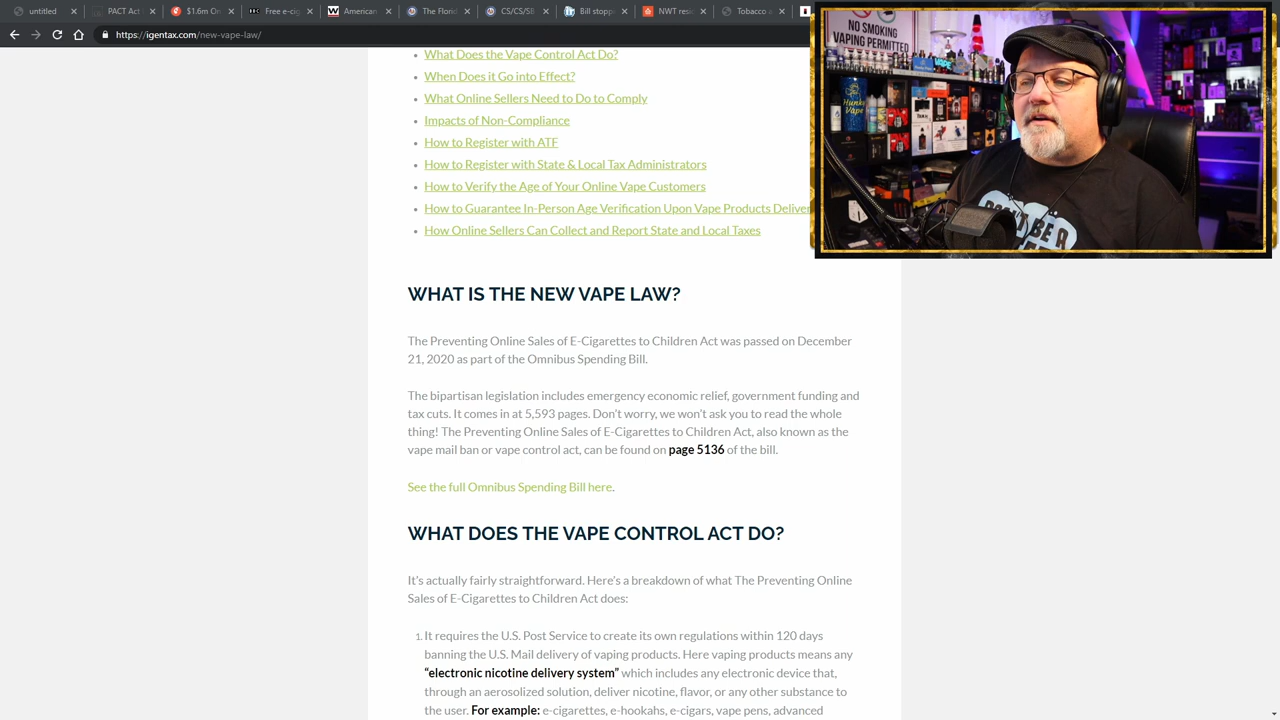 untitled
CCTC Act
$1.6m Or
Free e-cig
American
The Florid
CS/CS/SB
Bill stopp
NWT resi
Tobacco a
https://igentax.com/new-vape-law/
What Does the Vape Control Act Do?
When Does it Go into Effect?
What Online Sellers Need to Do to Comply
Impacts of Non-Compliance
How to Register with ATF
How to Register with State & Local Tax Administrators
How to Verify the Age of Your Online Vape Customers
How to Guarantee In-Person Age Verification Upon Vape Products Deliver
How Online Sellers Can Collect and Report State and Local Taxes
NO SMOKING
VAPING PERMITTED
VAPE
Hunky
Vape
DON'T BE A
WHAT IS THE NEW VAPE LAW?
The Preventing Online Sales of E-Cigarettes to Children Act was passed on December
21, 2020 as part of the Omnibus Spending Bill.
The bipartisan legislation includes emergency economic relief, government funding and
tax cuts. It comes in at 5,593 pages. Don't worry, we won't ask you to read the whole
thing! The Preventing Online Sales of E-Cigarettes to Children Act, also known as the
vape mail ban or vape control act, can be found on page 5136 of the bill.
See the full Omnibus Spending Bill here.
WHAT DOES THE VAPE CONTROL ACT DO?
It's actually fairly straightforward. Here's a breakdown of what The Preventing Online
Sales of E-Cigarettes to Children Act does:
1. It requires the U.S. Post Service to create its own regulations within 120 days
banning the U.S. Mail delivery of vaping products. Here vaping products means any
“electronic nicotine delivery system” which includes any electronic device that,
through an aerosolized solution, deliver nicotine, flavor, or any other substance to
the user. For example: e-cigarettes, e-hookahs, e-cigars, vape pens, advanced